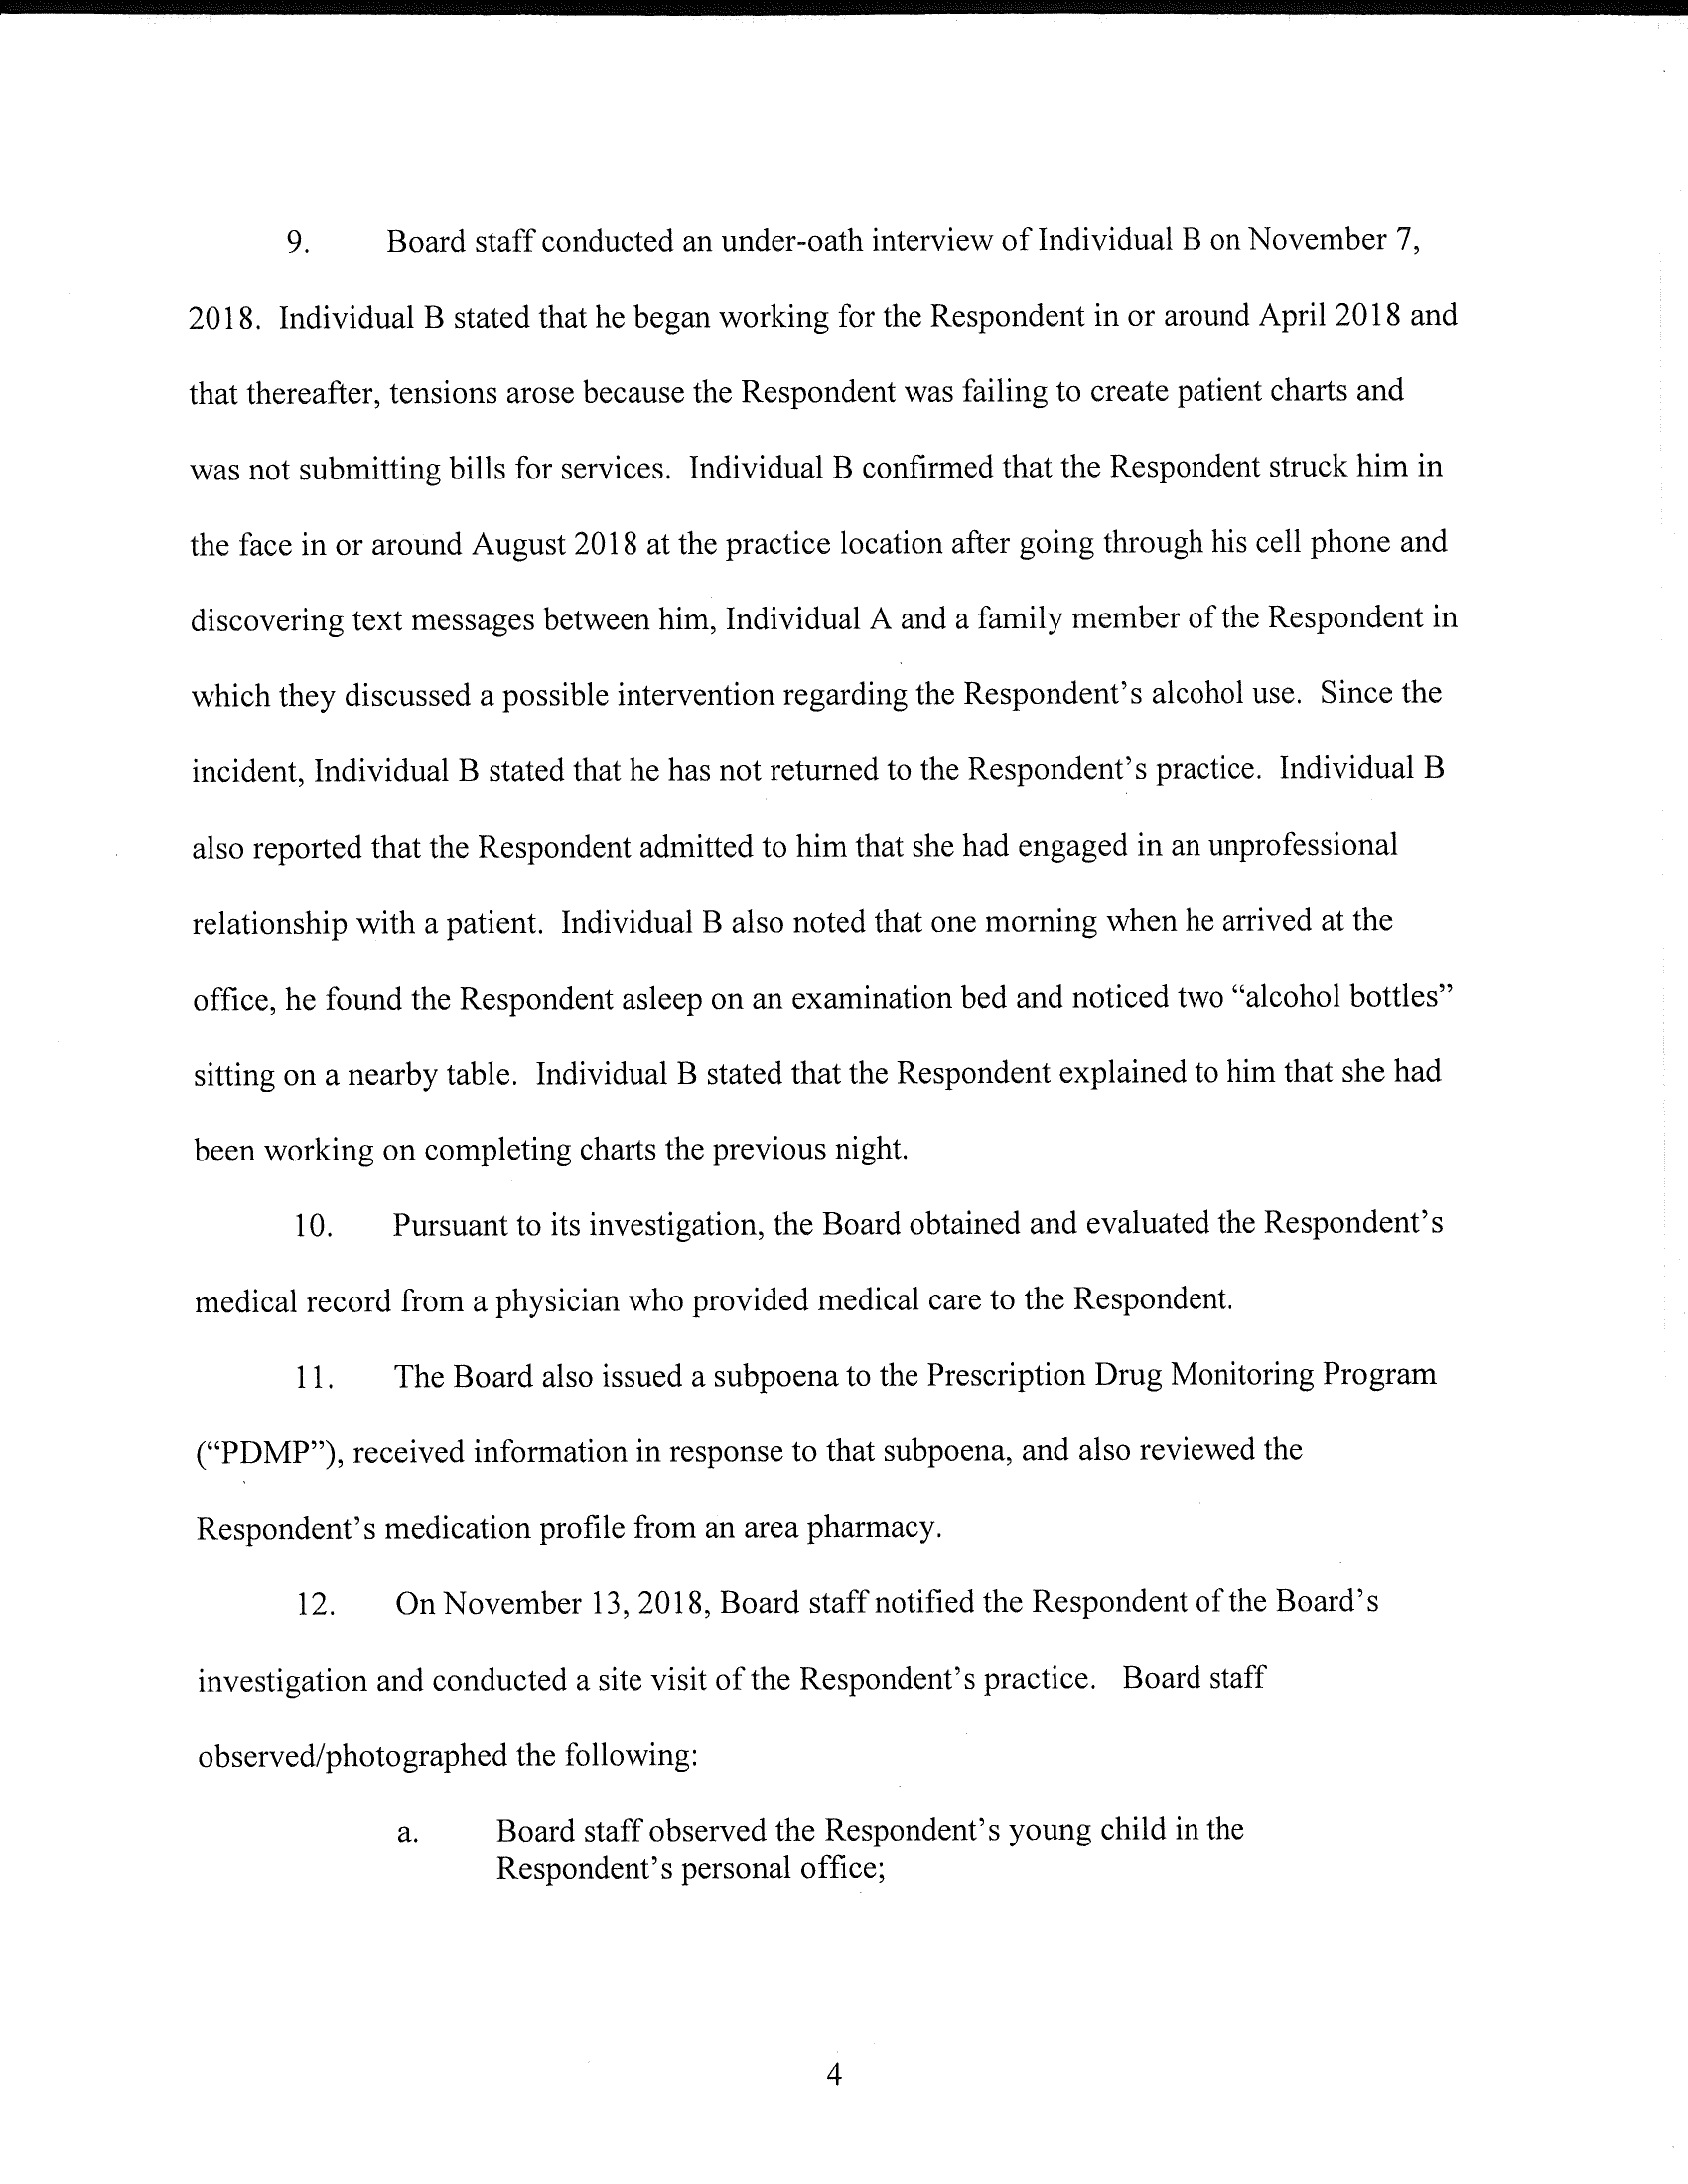 9. Board staff conducted an under-oath interview of Individual B on November 7,
2018. Individual B stated that he began working for the Respondent in or around April 2018 and
that thereafter, tensions arose because the Respondent was failing to create patient charts and
was not submitting bills for services. Individual B confirmed that the Respondent struck him in
the face in or around August 2018 at the practice location after going through his cell phone and
discovering text messages between him, Individual A and a family member of the Respondent in
which they discussed a possible intervention regarding the Respondent’s alcohol use. Since the
incident, Individual B stated that he has not returned to the Respondent’s practice. Individual B
also reported that the Respondent admitted to him that she had engaged in an unprofessional
relationship with a patient. Individual B also noted that one morning when he arrived at the
office, he found the Respondent asleep on an examination bed and noticed two “alcohol bottles”
sitting on a nearby table. Individual B stated that the Respondent explained to him that she had
been working on completing charts the previous night.
10. Pursuant to its investigation, the Board obtained and evaluated the Respondent’s
medical record from a physician who provided medical care to the Respondent.
11. The Board also issued a subpoena to the Prescription Drug Monitoring Program
(“PDMP”), received information in response to that subpoena, and also reviewed the
Respondent’s medication profile from an area pharmacy.
12. On November 13, 2018, Board staff notified the Respondent of the Board’s
investigation and conducted a site visit of the Respondent’s practice. Board staff
observed/photographed the following:
a. Board staff observed the Respondent’s young child in the
Respondent’s personal office;
4